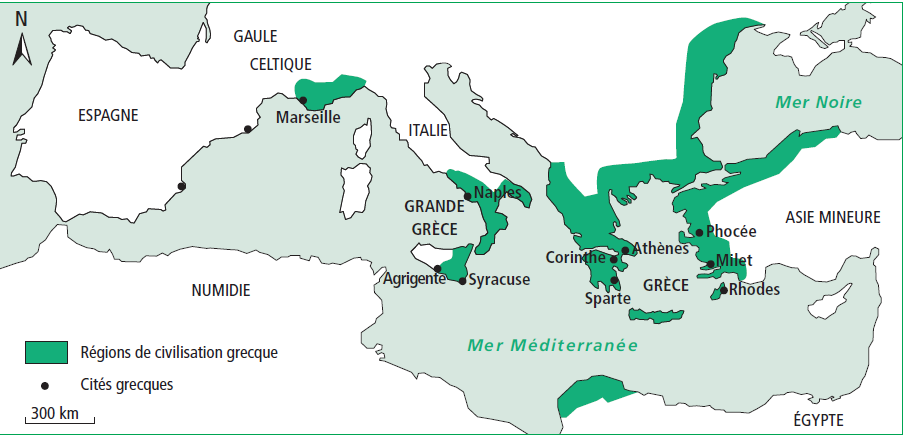 N
GAULE
CELTIQUE
ESPAGNE
Marseille
ITALIE
Mer Noire
Naples
GRANDE
GRÈCE
ASIE MINEURE
Phocée
Athènes
Corinthe
Milet
Agrigente
Syracuse
GRÈCE
Rhodes
Sparte
NUMIDIE
Mer Méditerranée
Régions de civilisation grecque
Cités grecques
300 km
ÉGYPTE